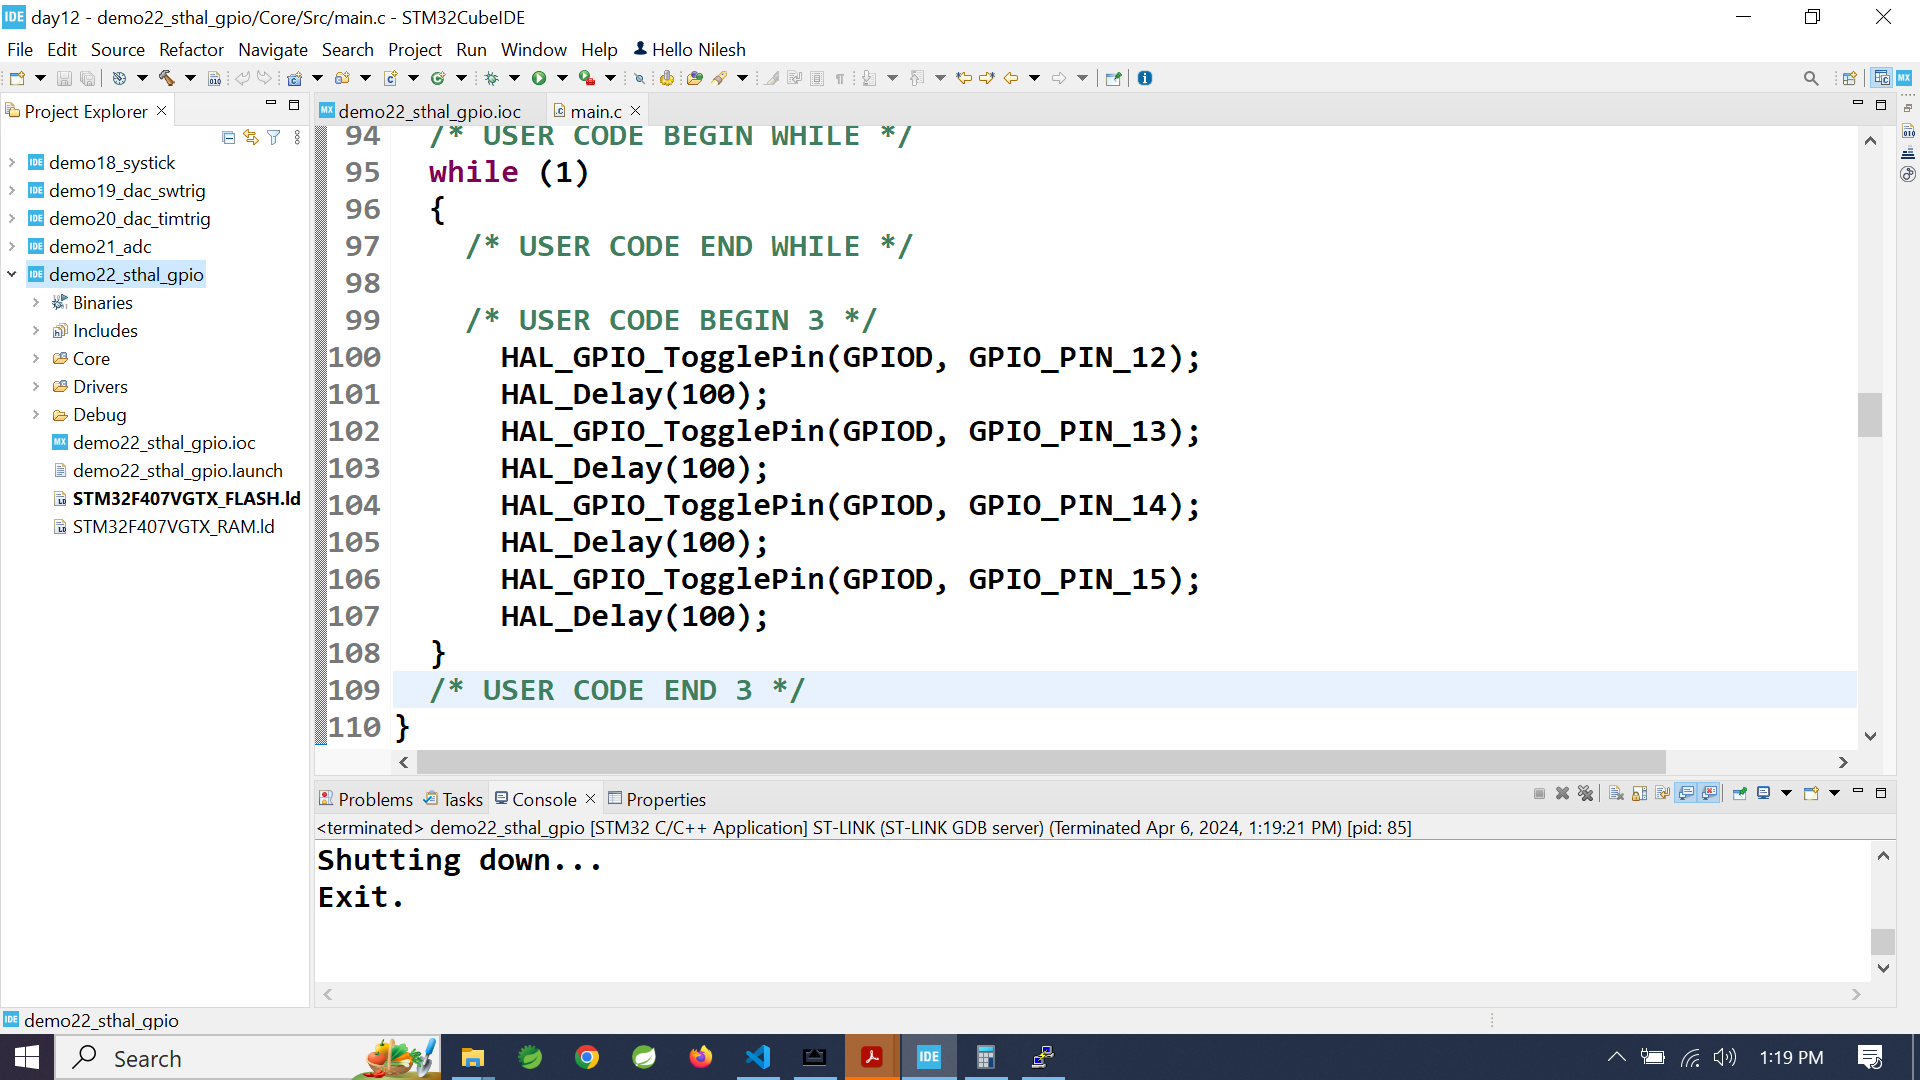 IDE day12 - demo22_sthal_gpio/Core/Src/main.c - STM32CubeIDE
File Edit Source Refactor Navigate Search Project Run Window Help Hello Nilesh
Project Explorer
demo18_systick
demo19_dac_swtrig
demo20_dac_timtrig
demo21_adc
demo22_sthal_gpio
Binaries
Includes
Core
Drivers
Debug
demo22_sthal_gpio.ioc
demo22_sthal_gpio.launch
STM32F407VGTX_FLASH.ld
STM32F407VGTX_RAM.ld
demo22_sthal_gpio.ioc main.c
94 /* USER CODE BEGIN WHILE */
95 while (1)
96 {
97 /* USER CODE END WHILE */
98
99 /* USER CODE BEGIN 3 */
100 HAL_GPIO_TogglePin(GPIOD, GPIO_PIN_12);
101 HAL_Delay(100);
102 HAL_GPIO_TogglePin(GPIOD, GPIO_PIN_13);
103 HAL_Delay(100);
104 HAL_GPIO_TogglePin(GPIOD, GPIO_PIN_14);
105 HAL_Delay(100);
106 HAL_GPIO_TogglePin(GPIOD, GPIO_PIN_15);
107 HAL_Delay(100);
108 }
109 /* USER CODE END 3 */
110 }
Problems Tasks Console Properties
<terminated> demo22_sthal_gpio [STM32 C/C++ Application] ST-LINK (ST-LINK GDB server) (Terminated Apr 6, 2024, 1:19:21 PM) [pid: 85]
Shutting down...
Exit.
IDE demo22_sthal_gpio
Search
IDE
1:19 PM